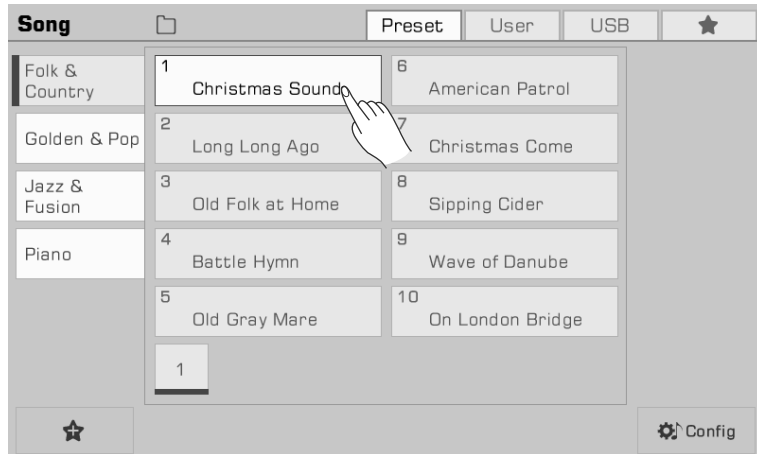 Song
Preset
User
USB
Folk &
Country
Golden & Pop
Jazz &
Fusion
Piano
1
Christmas Sound
2
Long Long Ago
3
Old Folk at Home
4
Battle Hymn
5
Old Gray Mare
6
American Patrol
7
Christmas Come
8
Sipping Cider
9
Wave of Danube
10
On London Bridge
1
Config